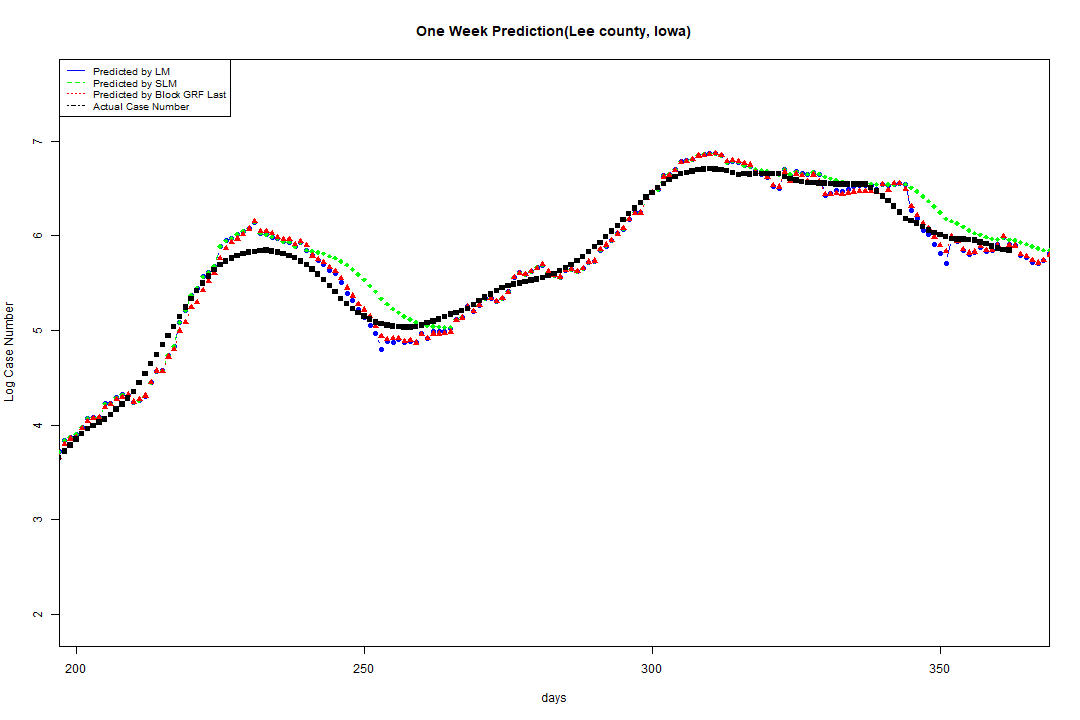 One Week Prediction(Lee county, Iowa)
Predicted by LM
Predicted by SLM
Predicted by Block GRF Last
Actual Case Number
7
6
5
4
3
2
Log Case Number
200 250 300 350
days